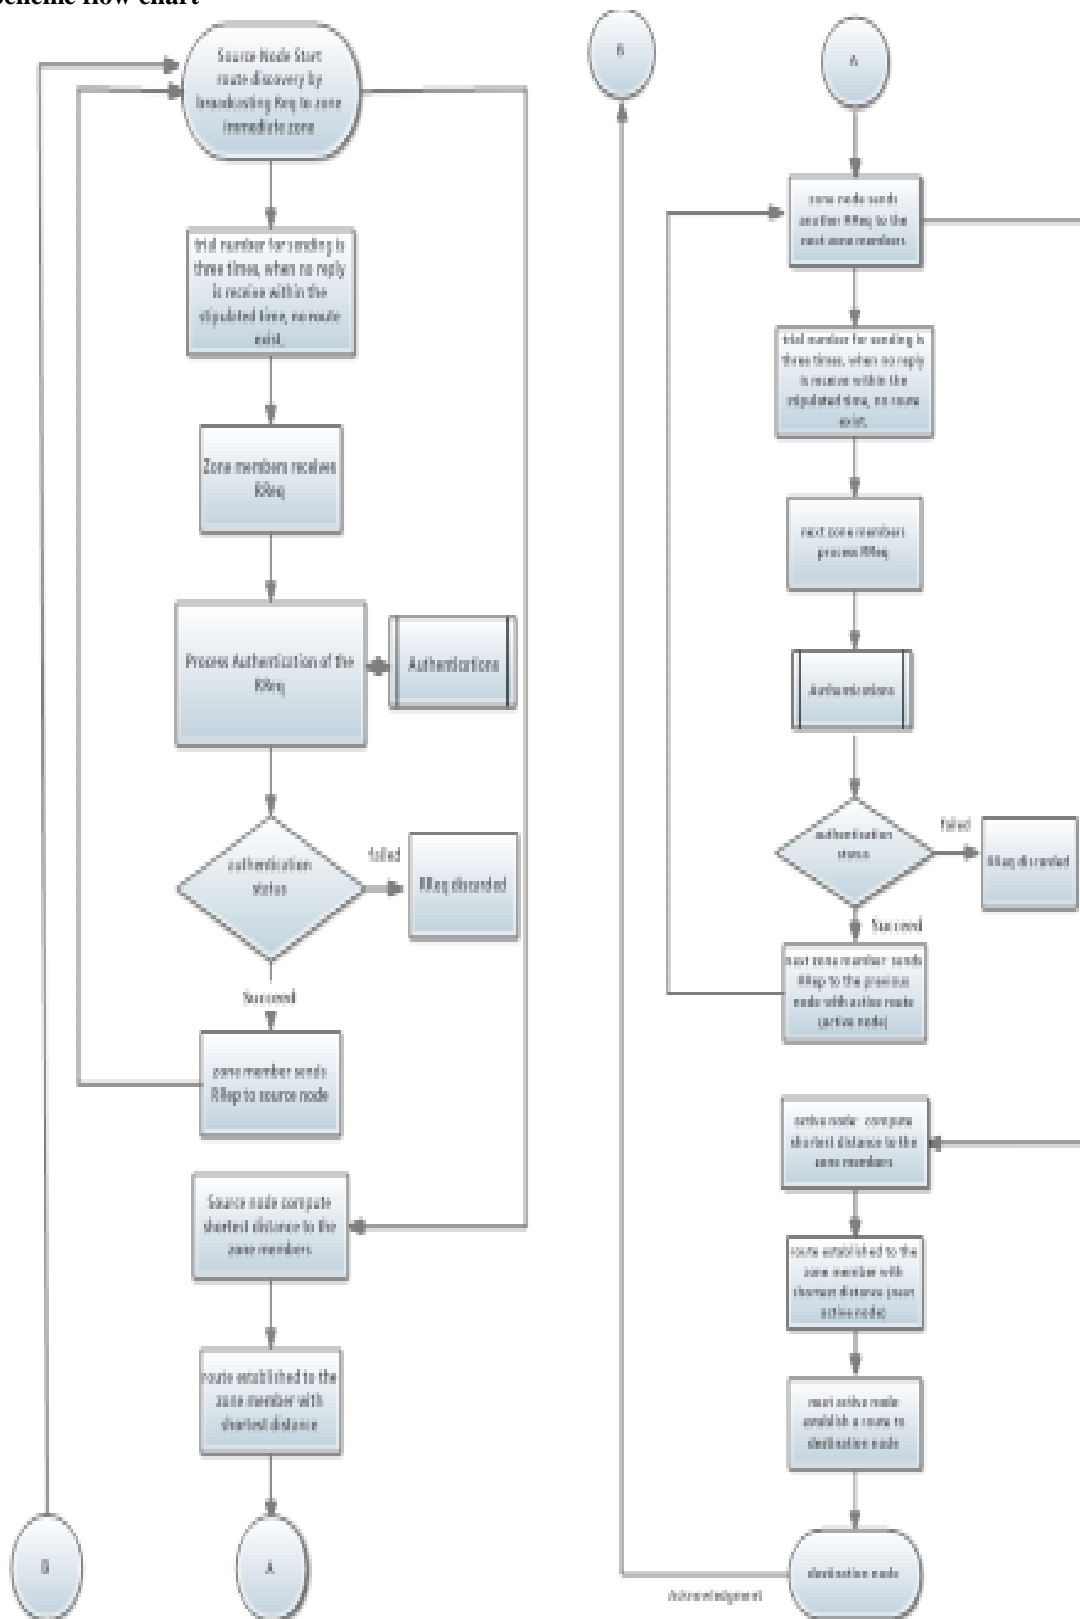 scheme flow chart
Source Node Start
route discovery by
broadcasting Req to zone
immediate zone
trial number for sending is
three times, when no reply
is receive within the
stipulated time, no route
exist.
Zone members receives
RReq
Process Authentication of the
RReq
Authentications
authentication
status
failed
RReq discarded
Succeed
zone member sends
RRep to source node
Source node compute
shortest distance to the
zone members
route established to the
zone member with
shortest distance
B
A
B
A
zone node sends
another RReq to the
next zone members
trial number for sending is
three times, when no reply
is receive within the
stipulated time, no route
exist.
next zone members
process RReq
Authentications
authentication
status
failed
RReq discarded
Succeed
next zone member sends
RRep to the previous
node with active route
(active node)
active node compute
shortest distance to the
zone members
route established to the
zone member with
shortest distance (next
active node)
next active node
establish a route to
destination node
destination node
Acknowledgment